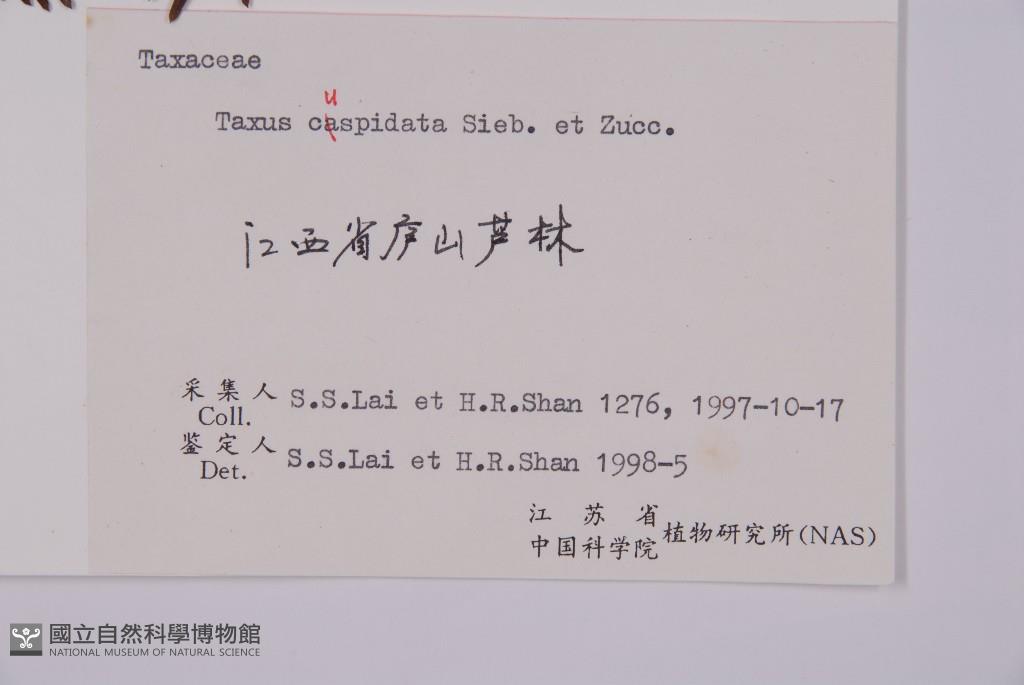 Taxaceae
u
Taxus caspidata Sieb. et Zucc.
江西省庐山芦林
采集人 S.S.Lai et H.R.Shan 1276, 1997-10-17
Coll.
鉴定人 S.S.Lai et H.R.Shan 1998-5
Det.
江苏省
中国科学院 植物研究所(NAS)
國立自然科學博物館
NATIONAL MUSEUM OF NATURAL SCIENCE